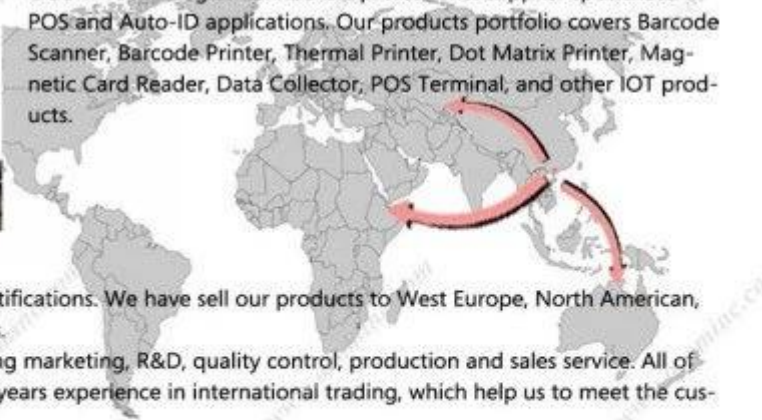 POS and Auto-ID applications. Our products portfolio covers Barcode
Scanner, Barcode Printer, Thermal Printer, Dot Matrix Printer, Mag-
netic Card Reader, Data Collector, POS Terminal, and other IOT prod-
ucts.
tifications. We have sell our products to West Europe, North American,
ng marketing, R&D, quality control, production and sales service. All of
years experience in international trading, which help us to meet the cus-